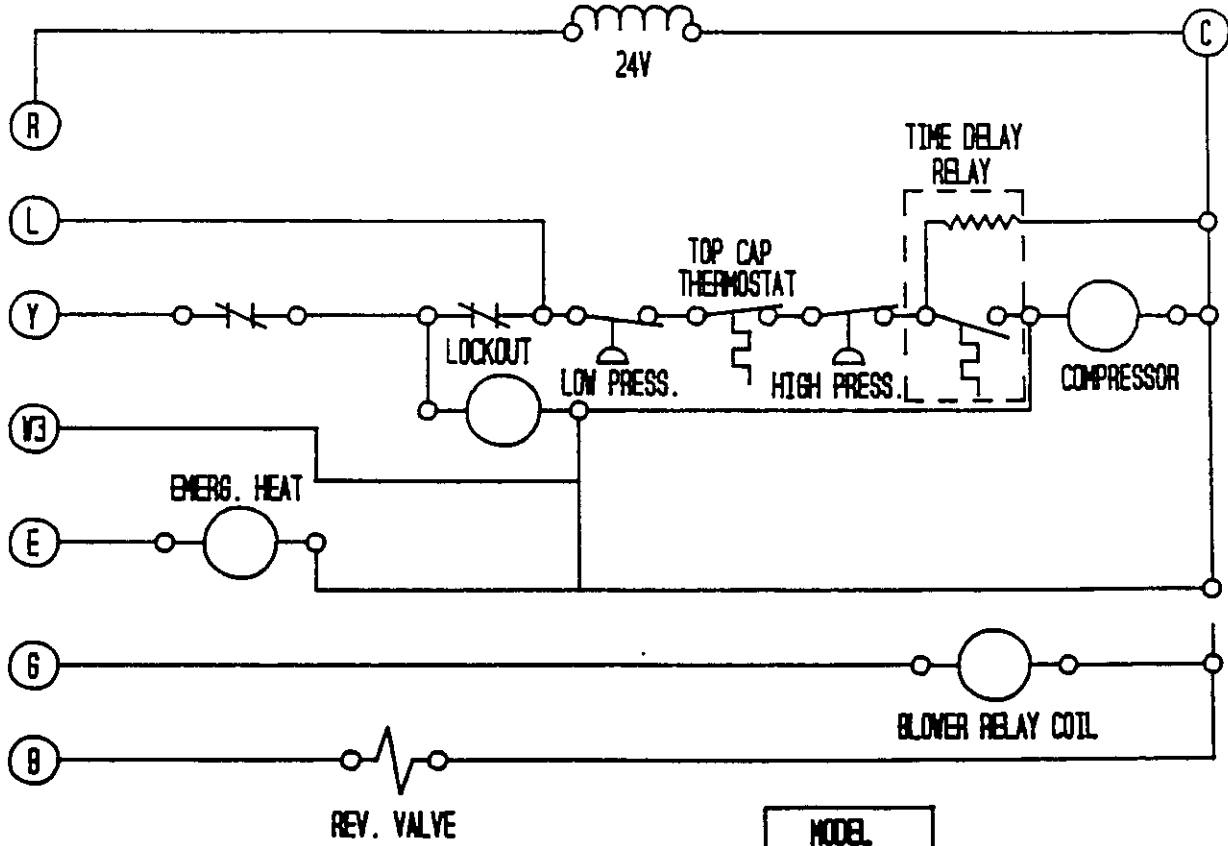 C
24V
R
TIME DELAY
RELAY
L
TOP CAP
THERMOSTAT
Y
LOCKOUT
LOW PRESS.
HIGH PRESS.
COMPRESSOR
W3
EMERG. HEAT
E
G
BLOWER RELAY COIL
REV. VALVE
MODEL